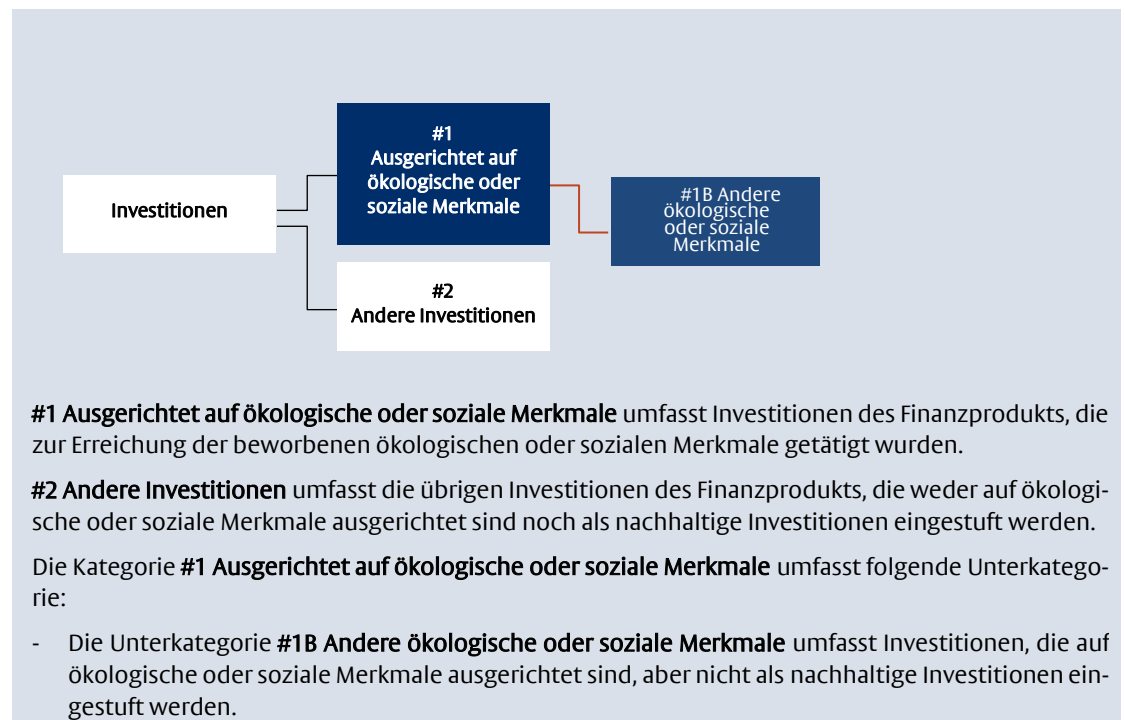 #1
Ausgerichtet auf
ökologische oder
soziale Merkmale
Investitionen
#1B Andere
ökologische
oder soziale
Merkmale
#2
Andere Investitionen
#1 Ausgerichtet auf ökologische oder soziale Merkmale umfasst Investitionen des Finanzprodukts, die
zur Erreichung der beworbenen ökologischen oder sozialen Merkmale getätigt wurden.
#2 Andere Investitionen umfasst die übrigen Investitionen des Finanzprodukts, die weder auf ökologi-
sche oder soziale Merkmale ausgerichtet sind noch als nachhaltige Investitionen eingestuft werden.
Die Kategorie #1 Ausgerichtet auf ökologische oder soziale Merkmale umfasst folgende Unterkatego-
rie:
- Die Unterkategorie #1B Andere ökologische oder soziale Merkmale umfasst Investitionen, die auf
ökologische oder soziale Merkmale ausgerichtet sind, aber nicht als nachhaltige Investitionen ein-
gestuft werden.